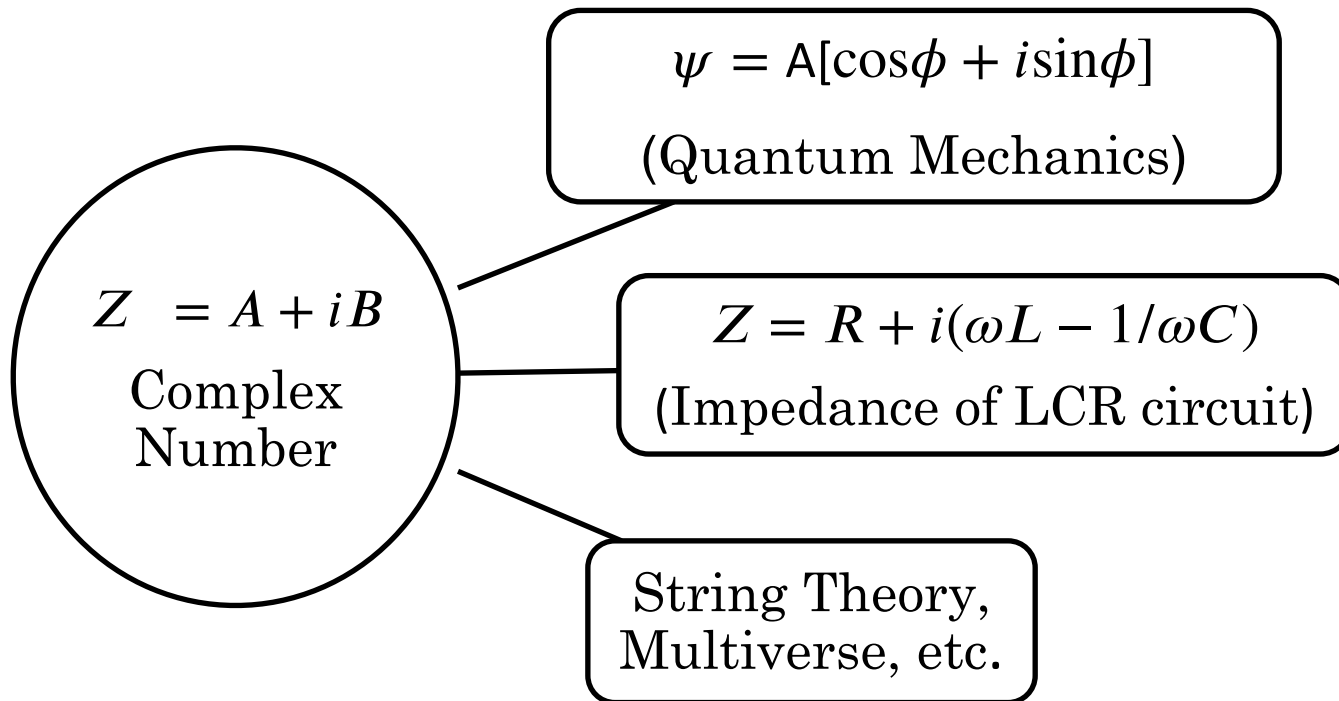 Z = A + iB
Complex
Number
ψ = A[cosϕ + isinϕ]
(Quantum Mechanics)
Z = R + i(ωL − 1/ωC)
(Impedance of LCR circuit)
String Theory,
Multiverse, etc.